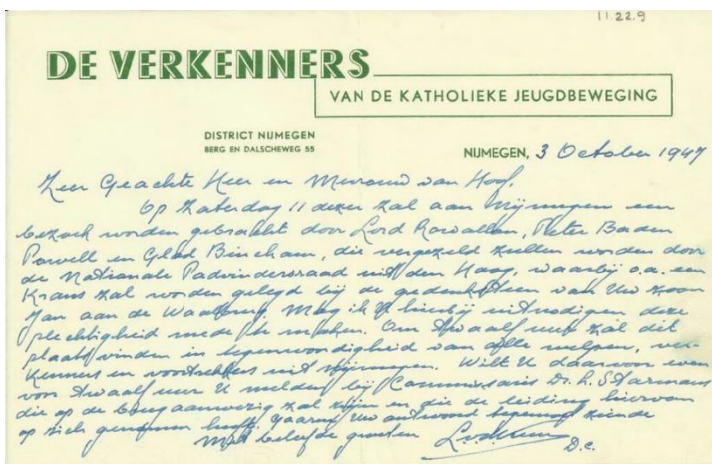 11.22.9
DE VERKENNERS
VAN DE KATHOLIEKE JEUGDBEWEGING
DISTRICT NIJMEGEN
BERG EN DALSCHEWEG 55
NIJMEGEN, 3 October 1947
Zeer Geachte Heer en Mevrouw van Hoof,
Op Zaterdag 11 dezer zal aan Nijmegen een
bezoek worden gebracht door Lord Rowallan, Peter Baden
Powell en Glad Bincham, die vergezeld zullen worden door
de Nationale Padvindersraad uit den Haag, waarbij o.a. een
Krans zal worden gelegd bij de gedenksteen van Uw zoon
Jan aan de Waalbrug. Mag ik U hierbij uitnodigen deze
plechtigheid mede te maken. Om twaalf uur zal dit
plaats vinden in tegenwoordigheid van alle welpen, ver-
kenners en voortrekkers uit Nijmegen. Wilt U daarvoor even
voor twaalf uur U melden bij Commissaris Dr. L. Starmans
die op de brug aanwezig zal zijn en die de leiding hiervan
op zich genomen heeft. Gaarne Uw antwoord tegemoet ziende
Met beleefde groeten
D.C.